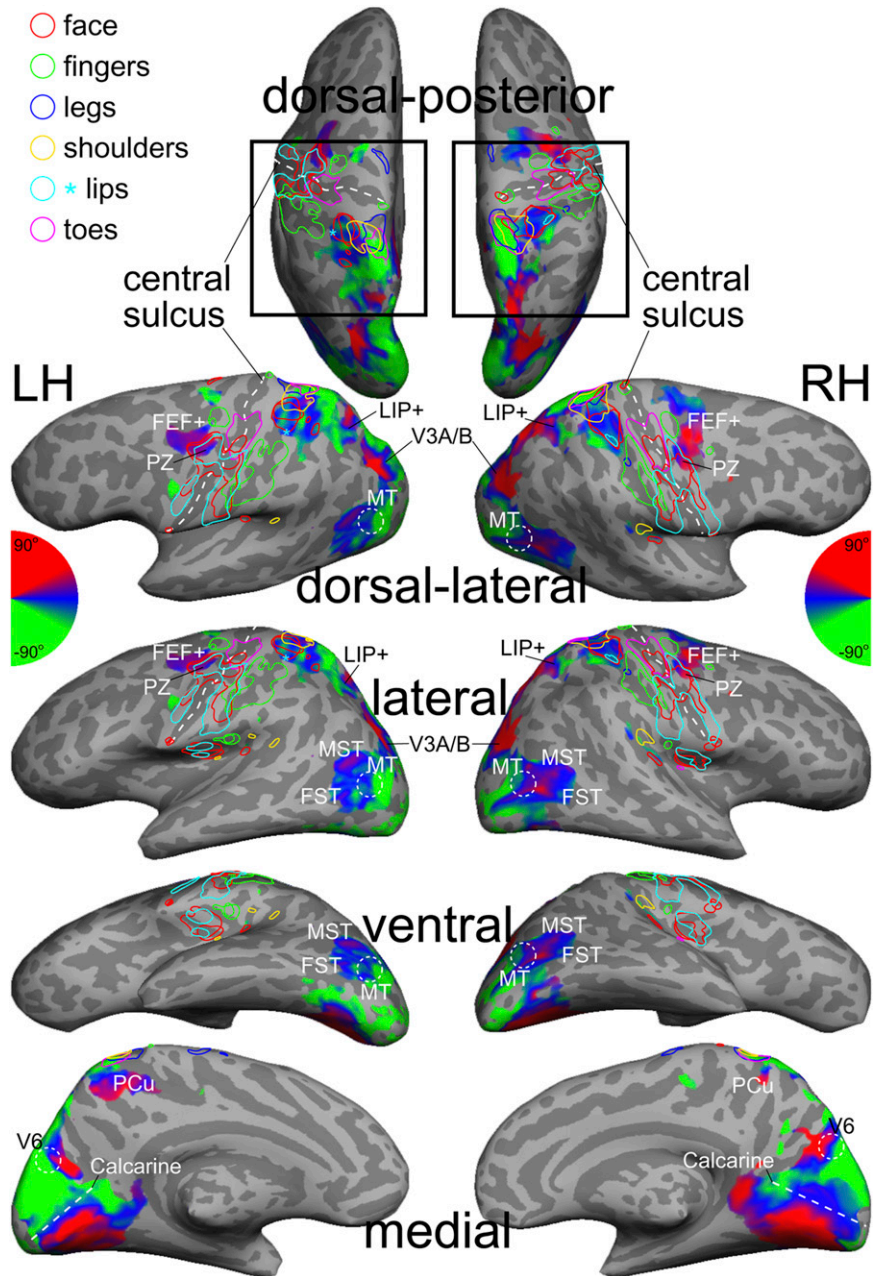 face
fingers
legs
shoulders
* lips
toes
dorsal-posterior
central
sulcus
central
sulcus
LH
RH
FEF+
PZ
LIP+
V3A/B
MT
LIP+
MT
FEF+
PZ
90°
-90°
90°
-90°
dorsal-lateral
FEF+
PZ
LIP+
lateral
V3A/B
MST
MT
FST
LIP+
FEF+
PZ
MT
MST
FST
ventral
MST
FST
MT
MST
FST
MT
PCu
V6
Calcarine
PCu
V6
Calcarine
medial